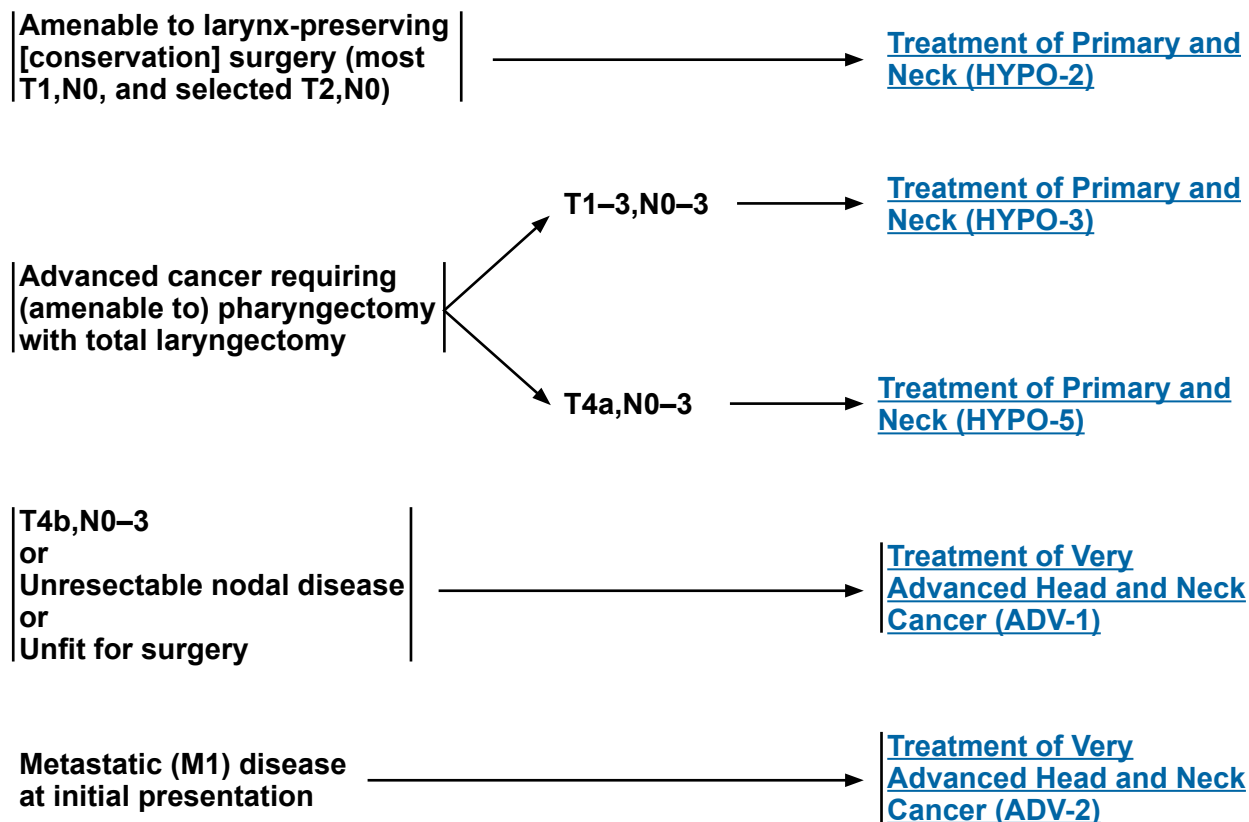 Amenable to larynx-preserving
[conservation] surgery (most
T1,N0, and selected T2,N0)
Treatment of Primary and
Neck (HYPO-2)
Advanced cancer requiring
(amenable to) pharyngectomy
with total laryngectomy
T1–3,N0–3
Treatment of Primary and
Neck (HYPO-3)
T4a,N0–3
Treatment of Primary and
Neck (HYPO-5)
T4b,N0–3
or
Unresectable nodal disease
or
Unfit for surgery
Treatment of Very
Advanced Head and Neck
Cancer (ADV-1)
Metastatic (M1) disease
at initial presentation
Treatment of Very
Advanced Head and Neck
Cancer (ADV-2)